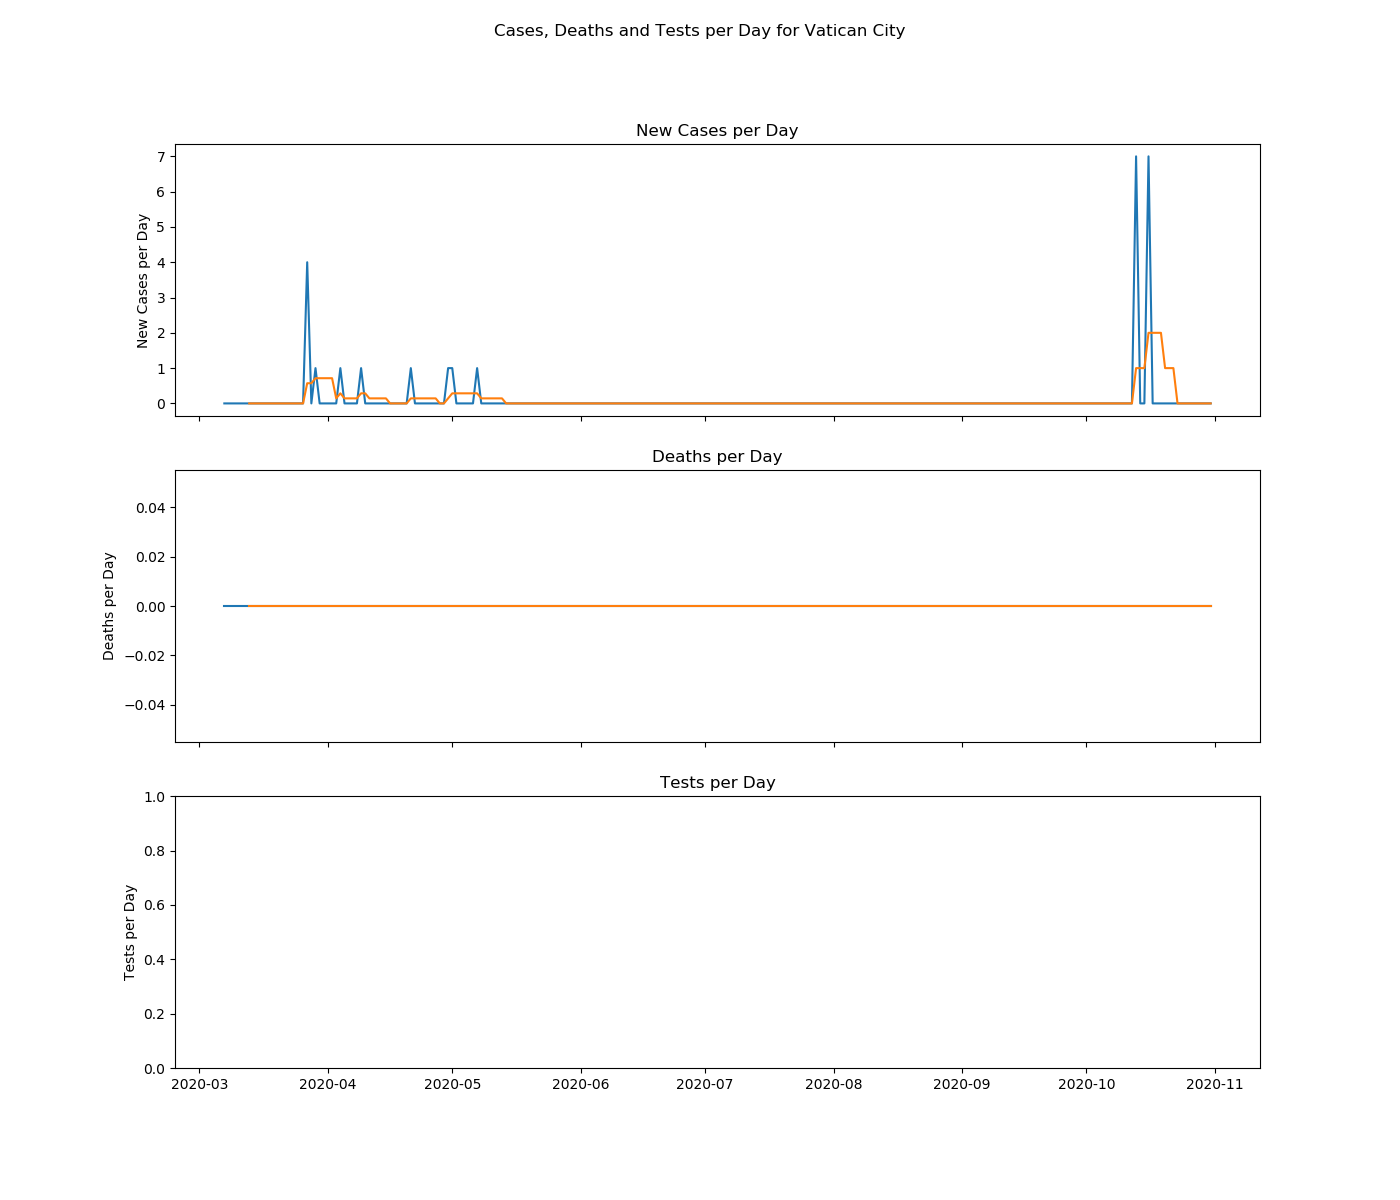 Cases, Deaths and Tests per Day for Vatican City
New Cases per Day
7
6
5
4
3
2
1
0
New Cases per Day
Deaths per Day
0.04
0.02
0.00
−0.02
−0.04
Deaths per Day
Tests per Day
1.0
0.8
0.6
0.4
0.2
0.0
Tests per Day
2020-03 2020-04 2020-05 2020-06 2020-07 2020-08 2020-09 2020-10 2020-11